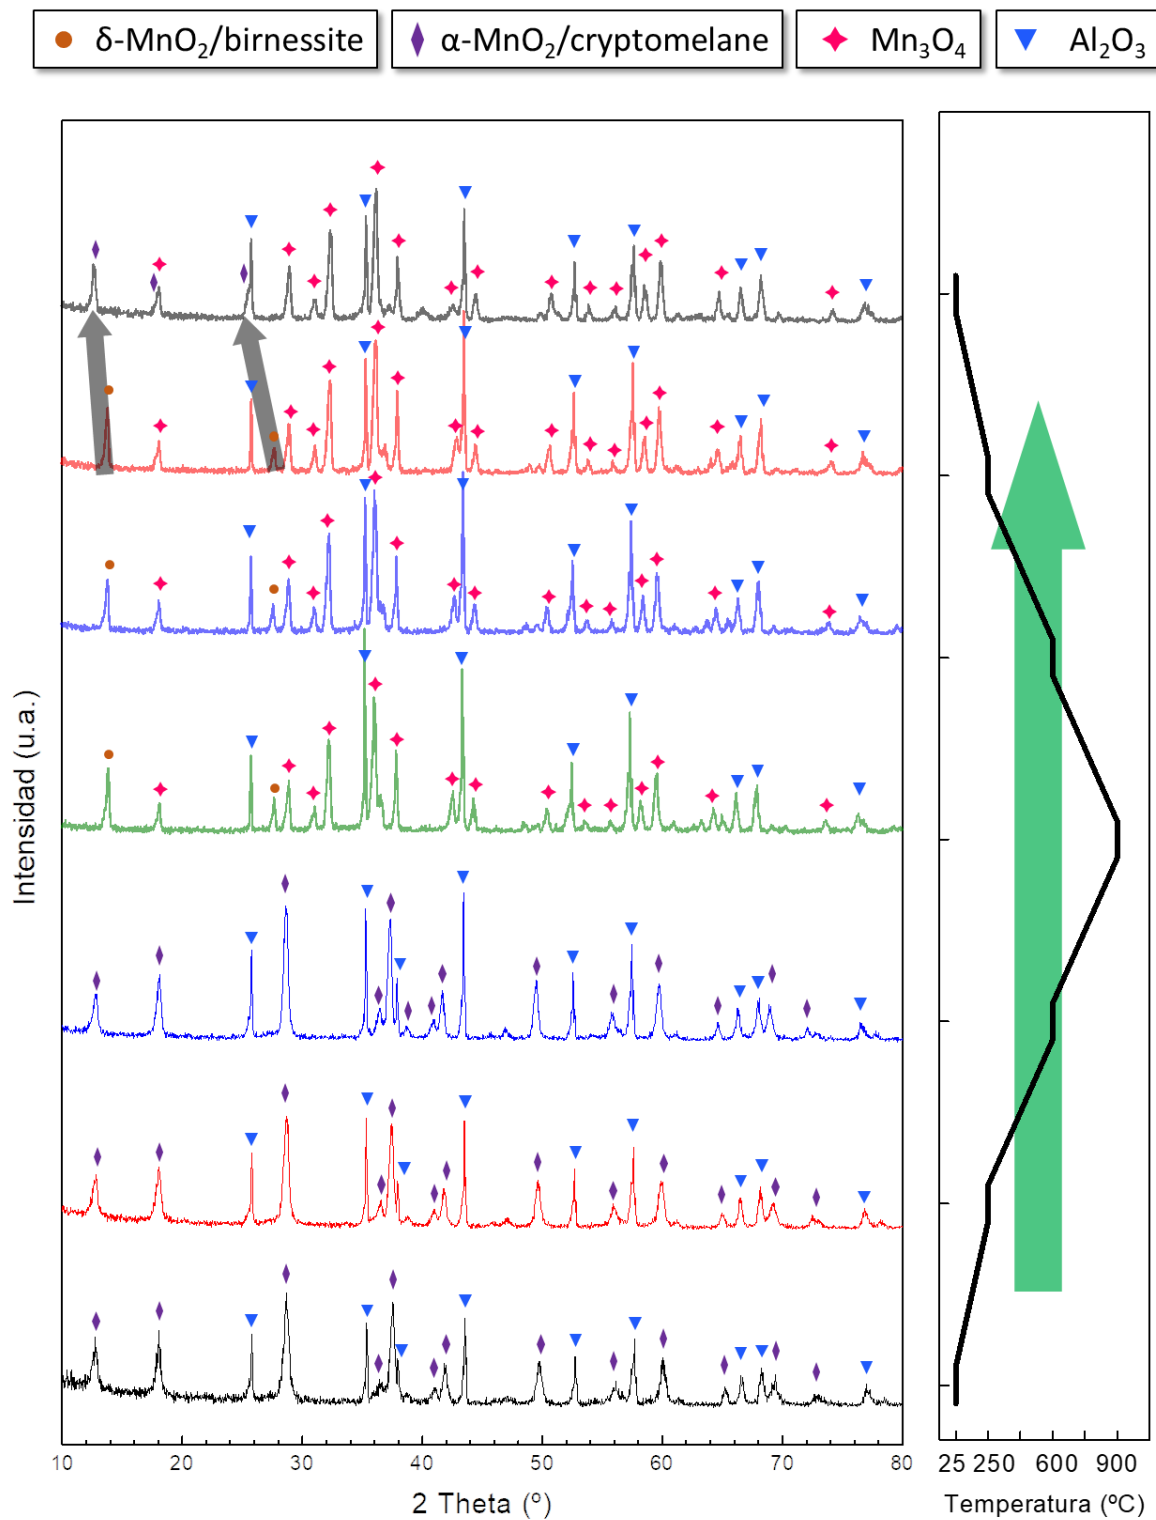 δ-MnO₂/birnessite
α-MnO₂/cryptomelane
Mn₃O₄
Al₂O₃
Intensidad (u.a.)
10 20 30 40 50 60 70 80
2 Theta (º)
25 250 600 900
Temperatura (ºC)